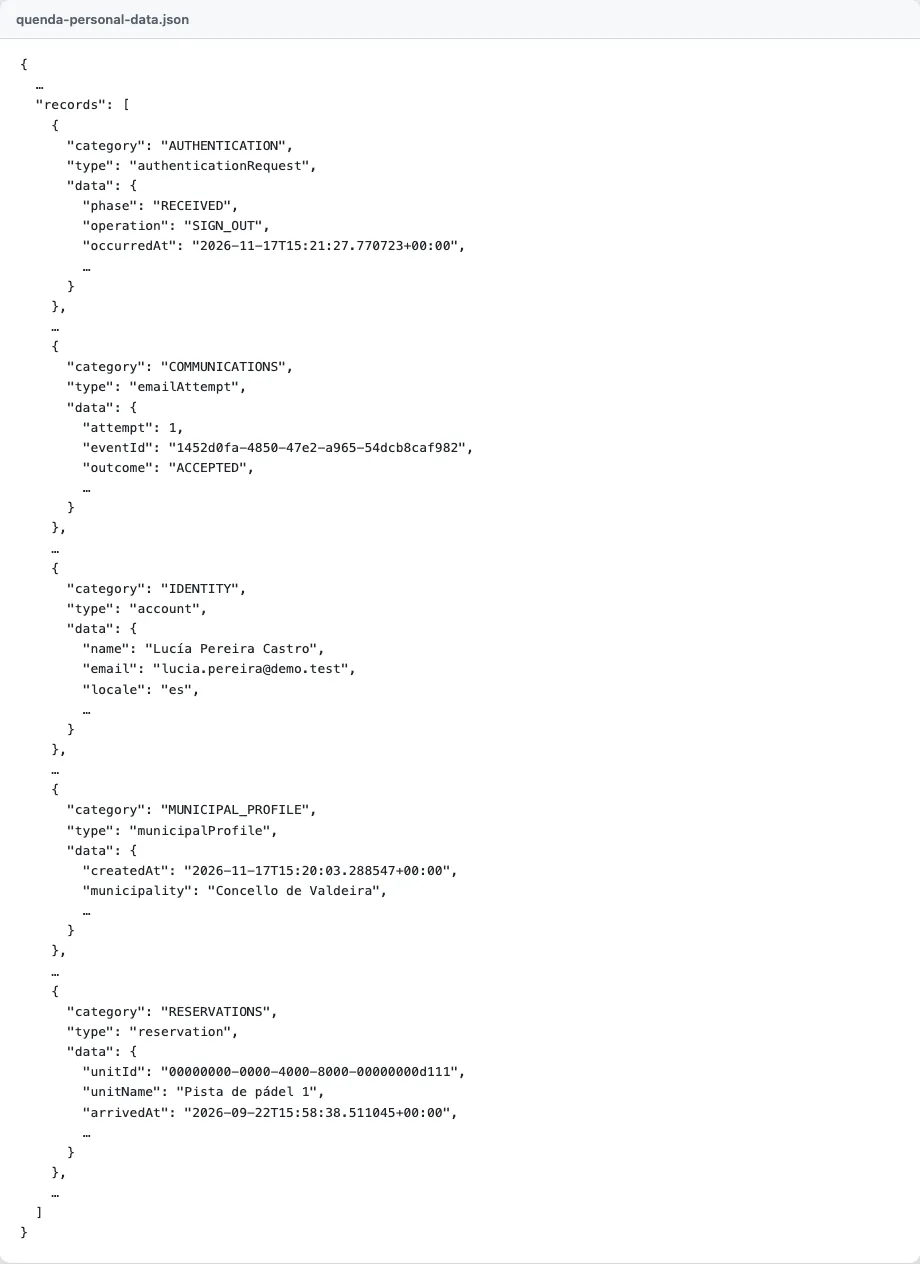 quenda-personal-data.json
{
  …
  "records": [
    {
      "category": "AUTHENTICATION",
      "type": "authenticationRequest",
      "data": {
        "phase": "RECEIVED",
        "operation": "SIGN_OUT",
        "occurredAt": "2026-11-17T15:21:27.770723+00:00",
        …
      }
    },
    …
    {
      "category": "COMMUNICATIONS",
      "type": "emailAttempt",
      "data": {
        "attempt": 1,
        "eventId": "1452d0fa-4850-47e2-a965-54dcb8caf982",
        "outcome": "ACCEPTED",
        …
      }
    },
    …
    {
      "category": "IDENTITY",
      "type": "account",
      "data": {
        "name": "Lucía Pereira Castro",
        "email": "lucia.pereira@demo.test",
        "locale": "es",
        …
      }
    },
    …
    {
      "category": "MUNICIPAL_PROFILE",
      "type": "municipalProfile",
      "data": {
        "createdAt": "2026-11-17T15:20:03.288547+00:00",
        "municipality": "Concello de Valdeira",
        …
      }
    },
    …
    {
      "category": "RESERVATIONS",
      "type": "reservation",
      "data": {
        "unitId": "00000000-0000-4000-8000-00000000d111",
        "unitName": "Pista de pádel 1",
        "arrivedAt": "2026-09-22T15:58:38.511045+00:00",
        …
      }
    },
    …
  ]
}